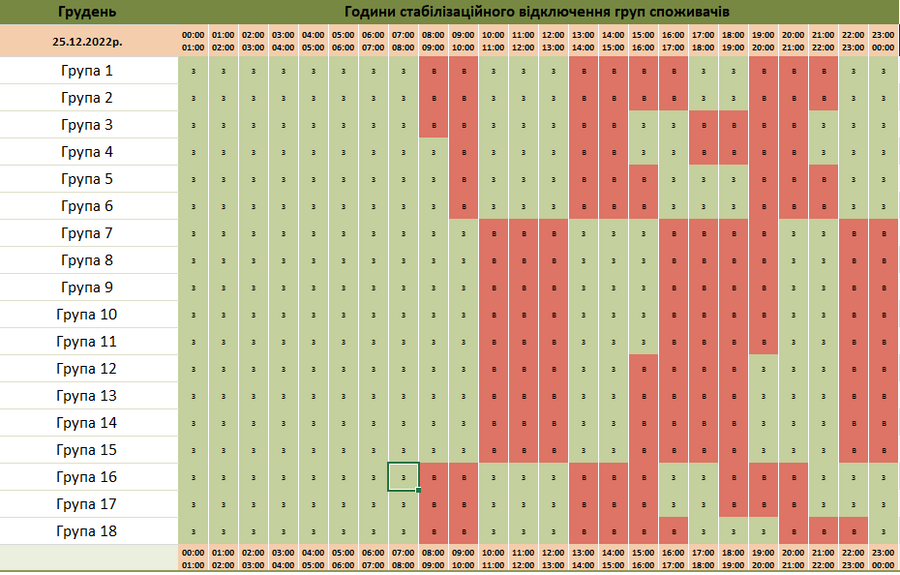 Грудень Години стабілізаційного відключення груп споживачів
25.12.2022р.
00:00 01:00 02:00 03:00 04:00 05:00 06:00 07:00 08:00 09:00 10:00 11:00 12:00 13:00 14:00 15:00 16:00 17:00 18:00 19:00 20:00 21:00 22:00 23:00
01:00 02:00 03:00 04:00 05:00 06:00 07:00 08:00 09:00 10:00 11:00 12:00 13:00 14:00 15:00 16:00 17:00 18:00 19:00 20:00 21:00 22:00 23:00 00:00
Група 1 З З З З З З З З В В З З З В В В В З З В В В З З
Група 2 З З З З З З З З В В З З З В В В В З З В В В З З
Група 3 З З З З З З З З В В З З З В В З З В В В В З З З
Група 4 З З З З З З З З З В З З З В В З З В В В В З З З
Група 5 З З З З З З З З З В З З З В В В З З З В В В З З
Група 6 З З З З З З З З З В З З З В В В З З З В В В З З
Група 7 З З З З З З З З З З В В В З З З В В В В З З В В
Група 8 З З З З З З З З З З В В В З З З В В В В З З В В
Група 9 З З З З З З З З З З В В В З З З В В В В З З В В
Група 10 З З З З З З З З З З В В В З З З В В В В З З В В
Група 11 З З З З З З З З З З В В В З З З В В В В З З В В
Група 12 З З З З З З З З З З В В В З З В В В В З З З В В
Група 13 З З З З З З З З З З В В В З З В В В В З З З В В
Група 14 З З З З З З З З З З В В В З З В В В В З З З В В
Група 15 З З З З З З З З З З В В В З З В В В В З З З В В
Група 16 З З З З З З З З В В З З З В В В З З В В В З З З
Група 17 З З З З З З З З В В З З З В В В З З В В В З З З
Група 18 З З З З З З З З В В З З З В В В В З З З В В В З
00:00 01:00 02:00 03:00 04:00 05:00 06:00 07:00 08:00 09:00 10:00 11:00 12:00 13:00 14:00 15:00 16:00 17:00 18:00 19:00 20:00 21:00 22:00 23:00
01:00 02:00 03:00 04:00 05:00 06:00 07:00 08:00 09:00 10:00 11:00 12:00 13:00 14:00 15:00 16:00 17:00 18:00 19:00 20:00 21:00 22:00 23:00 00:00